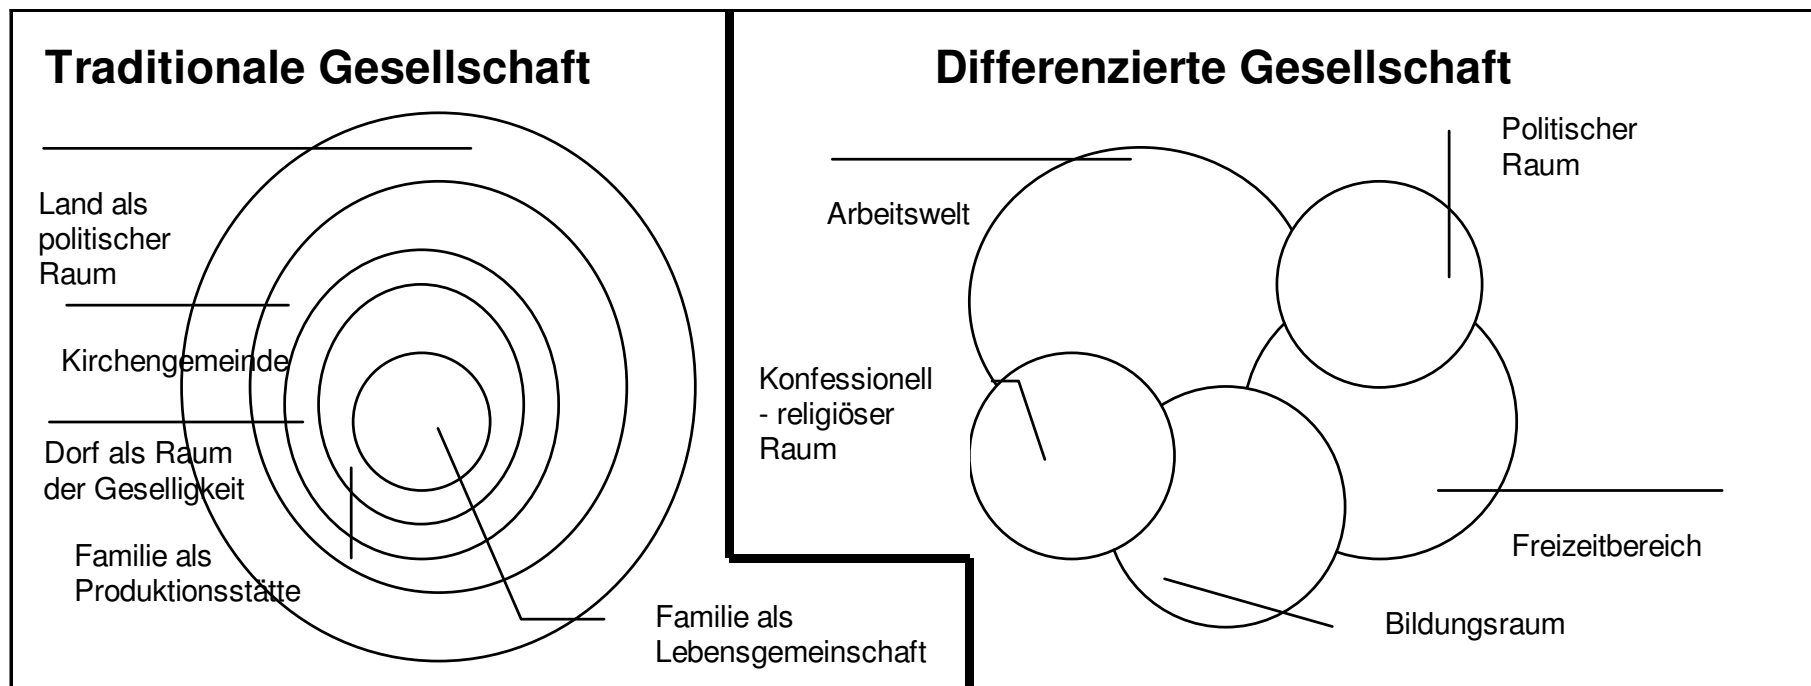 Traditionale Gesellschaft
Land als
politischer
Raum
Kirchengemeinde
Dorf als Raum
der Geselligkeit
Familie als
Produktionsstätte
Familie als
Lebensgemeinschaft
Differenzierte Gesellschaft
Politischer
Raum
Arbeitswelt
Konfessionell
- religiöser
Raum
Freizeitbereich
Bildungsraum